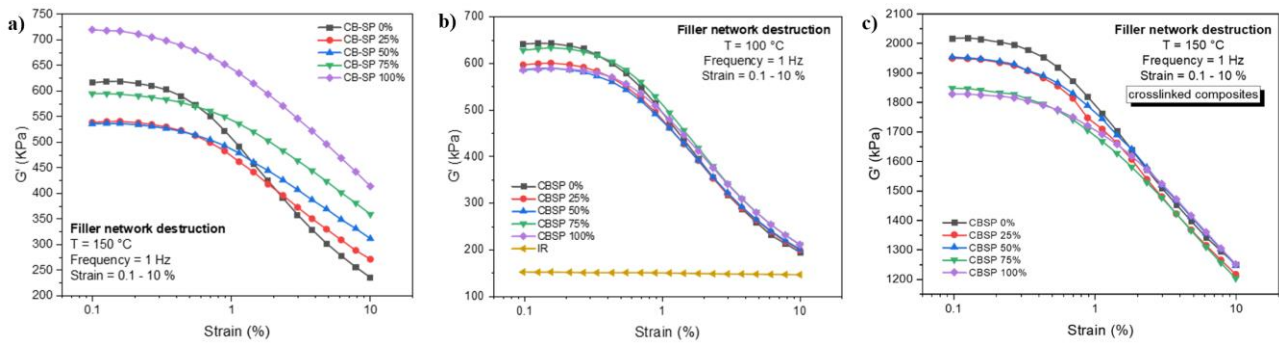 a)
750
700
650
600
550
500
450
400
350
300
250
200
G' (KPa)
CB-SP 0%
CB-SP 25%
CB-SP 50%
CB-SP 75%
CB-SP 100%
Filler network destruction
T = 150 °C
Frequency = 1 Hz
Strain = 0.1 - 10 %
0.1
1
10
Strain (%)
b)
700
600
500
400
300
200
100
G' (kPa)
Filler network destruction
T = 100 °C
Frequency = 1 Hz
Strain = 0.1 - 10 %
CBSP 0%
CBSP 25%
CBSP 50%
CBSP 75%
CBSP 100%
IR
0.1
1
10
Strain (%)
c)
2100
2000
1900
1800
1700
1600
1500
1400
1300
1200
G' (kPa)
Filler network destruction
T = 150 °C
Frequency = 1 Hz
Strain = 0.1 - 10 %
crosslinked composites
CBSP 0%
CBSP 25%
CBSP 50%
CBSP 75%
CBSP 100%
0.1
1
10
Strain (%)